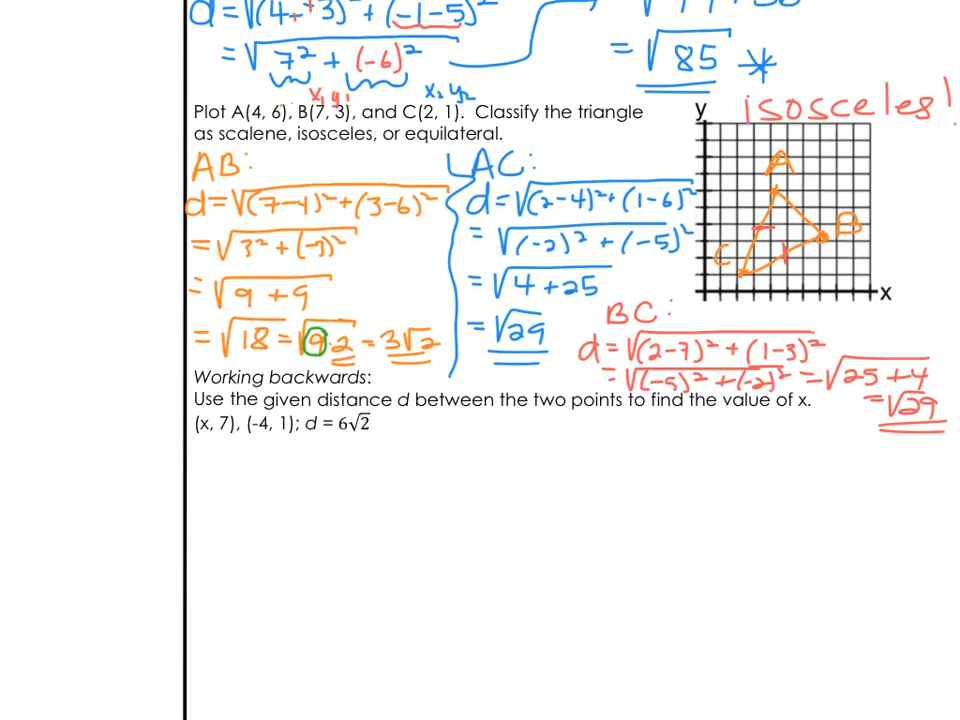 d = √(4 - -3)² + (-1-5)²
= √7² + (-6)²
= √85 *
x₁ y₁ x₂ y₂
Plot A(4, 6), B(7, 3), and C(2, 1). Classify the triangle
as scalene, isosceles, or equilateral.
isosceles!
y
A
B
C
x
AB:
d = √(7-4)² + (3-6)²
= √3² + (-3)²
= √9 + 9
= √18 = √9·2 = 3√2
AC:
d = √(2-4)² + (1-6)²
= √(-2)² + (-5)²
= √4 + 25
= √29
BC:
d = √(2-7)² + (1-3)²
= √(-5)² + (-2)² = √25 + 4
= √29
Working backwards:
Use the given distance d between the two points to find the value of x.
(x, 7), (-4, 1); d = 6√2